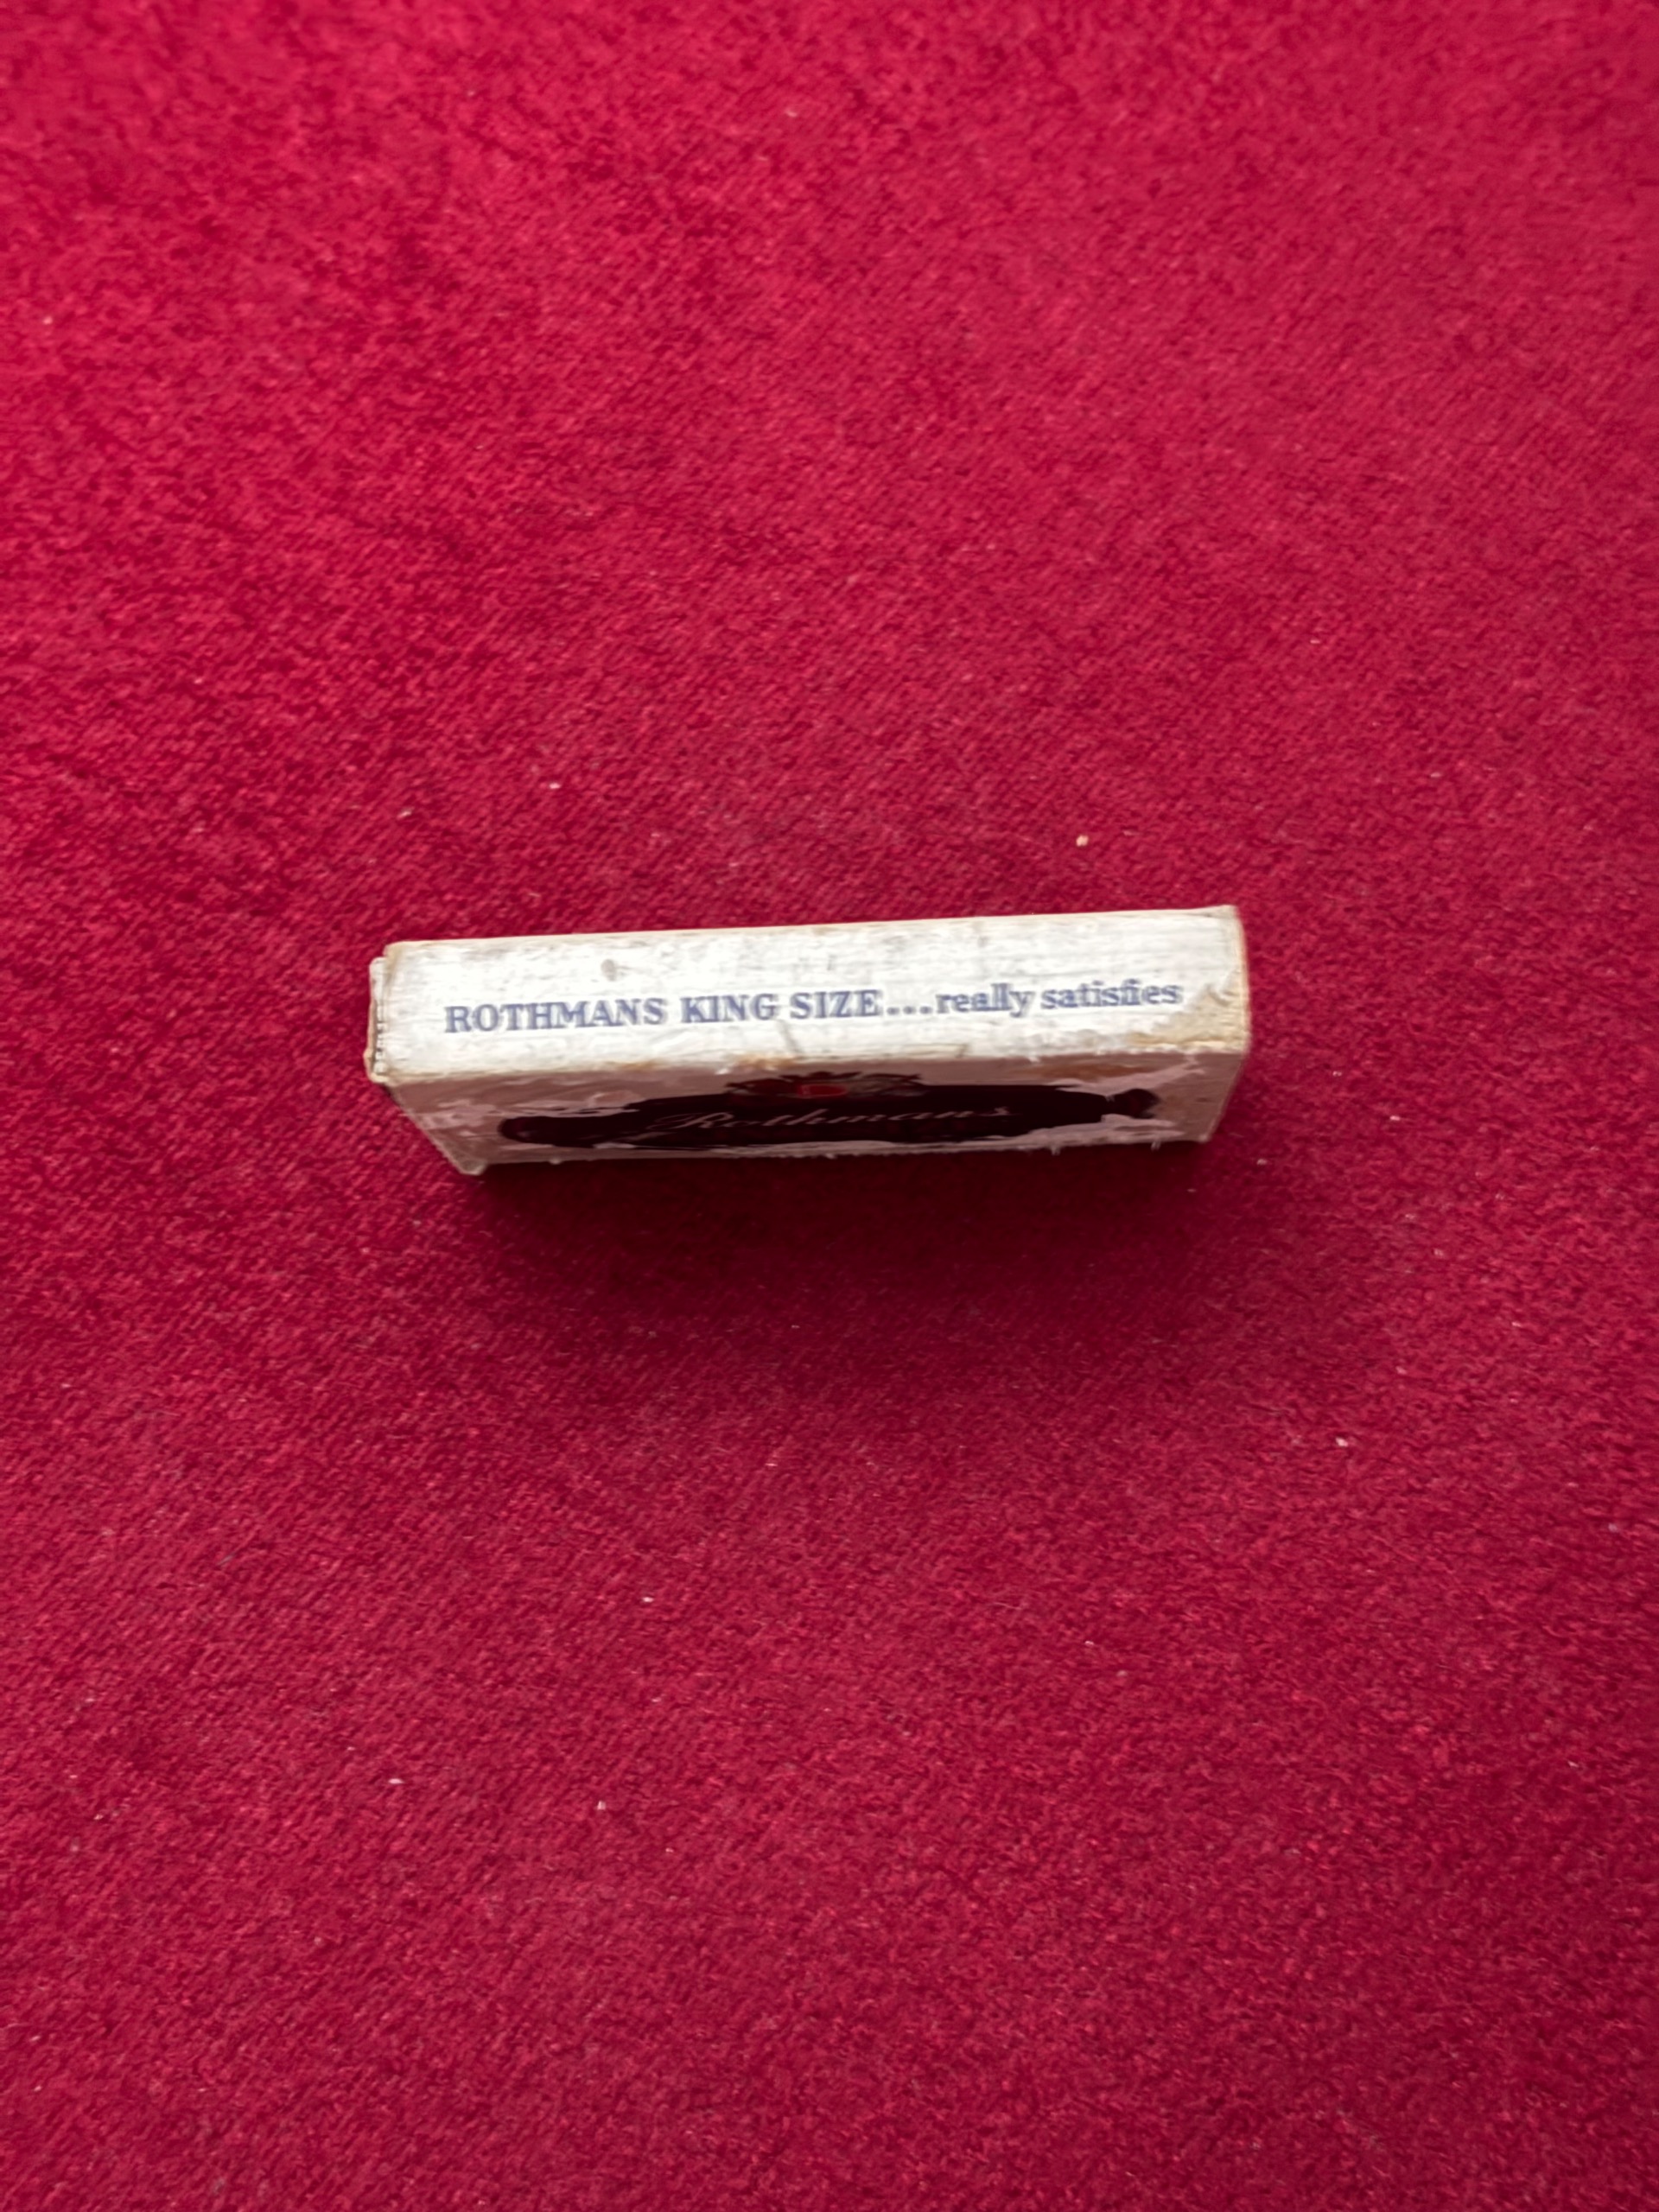 ROTHMANS KING SIZE....really satisfies
Rothmans